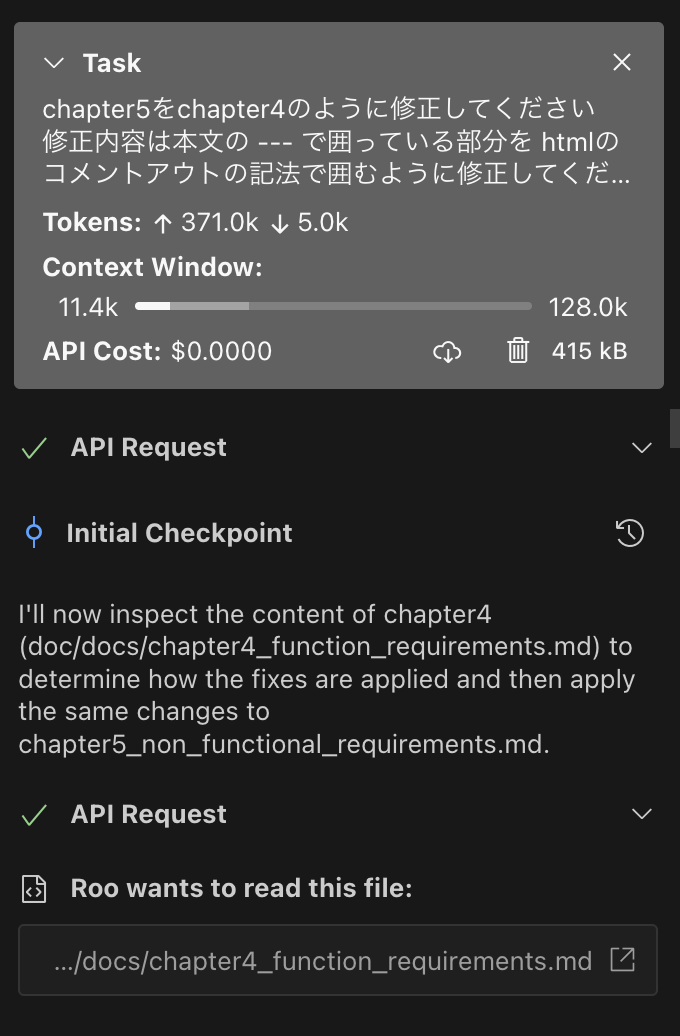 Task
chapter5をchapter4のように修正してください
修正内容は本文の --- で囲っている部分を htmlの
コメントアウトの記法で囲むように修正してくだ...
Tokens: ↑ 371.0k ↓ 5.0k
Context Window:
11.4k 128.0k
API Cost: $0.0000 415 kB
API Request
Initial Checkpoint
I'll now inspect the content of chapter4
(doc/docs/chapter4_function_requirements.md) to
determine how the fixes are applied and then apply
the same changes to
chapter5_non_functional_requirements.md.
API Request
Roo wants to read this file:
.../docs/chapter4_function_requirements.md